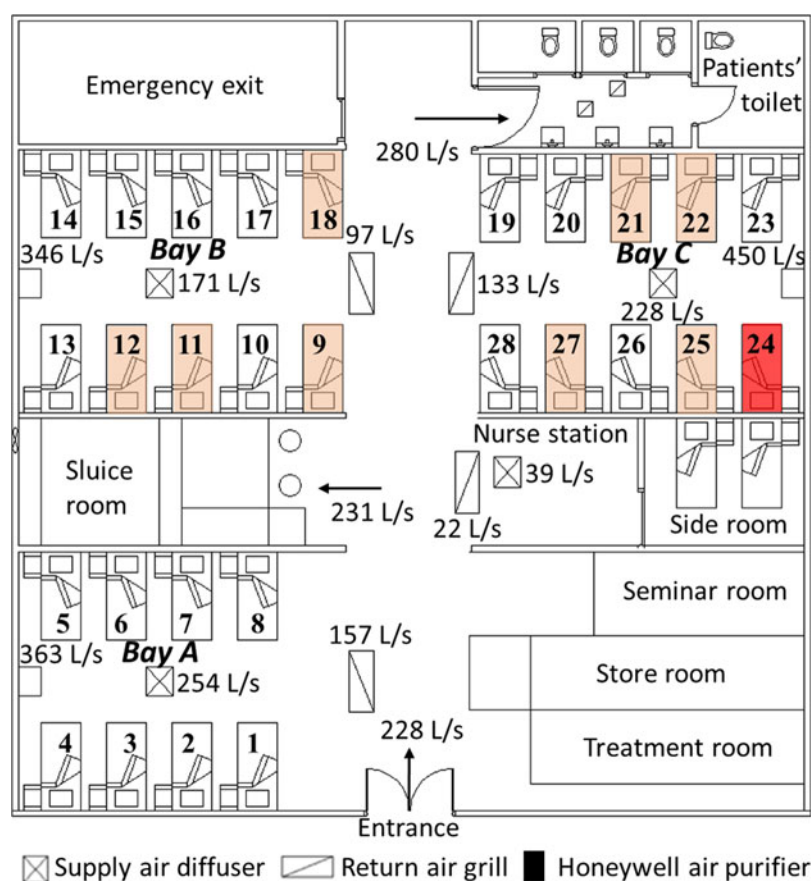 Emergency exit
Patients'
toilet
280 L/s
14 15 16 17 18
19 20 21 22 23
346 L/s
Bay B
97 L/s
Bay C
450 L/s
171 L/s
133 L/s
228 L/s
13 12 11 10 9
28 27 26 25 24
Nurse station
Sluice
room
39 L/s
231 L/s
22 L/s
Side room
5 6 7 8
Seminar room
363 L/s
Bay A
157 L/s
254 L/s
Store room
4 3 2 1
228 L/s
Treatment room
Entrance
Supply air diffuser Return air grill Honeywell air purifier